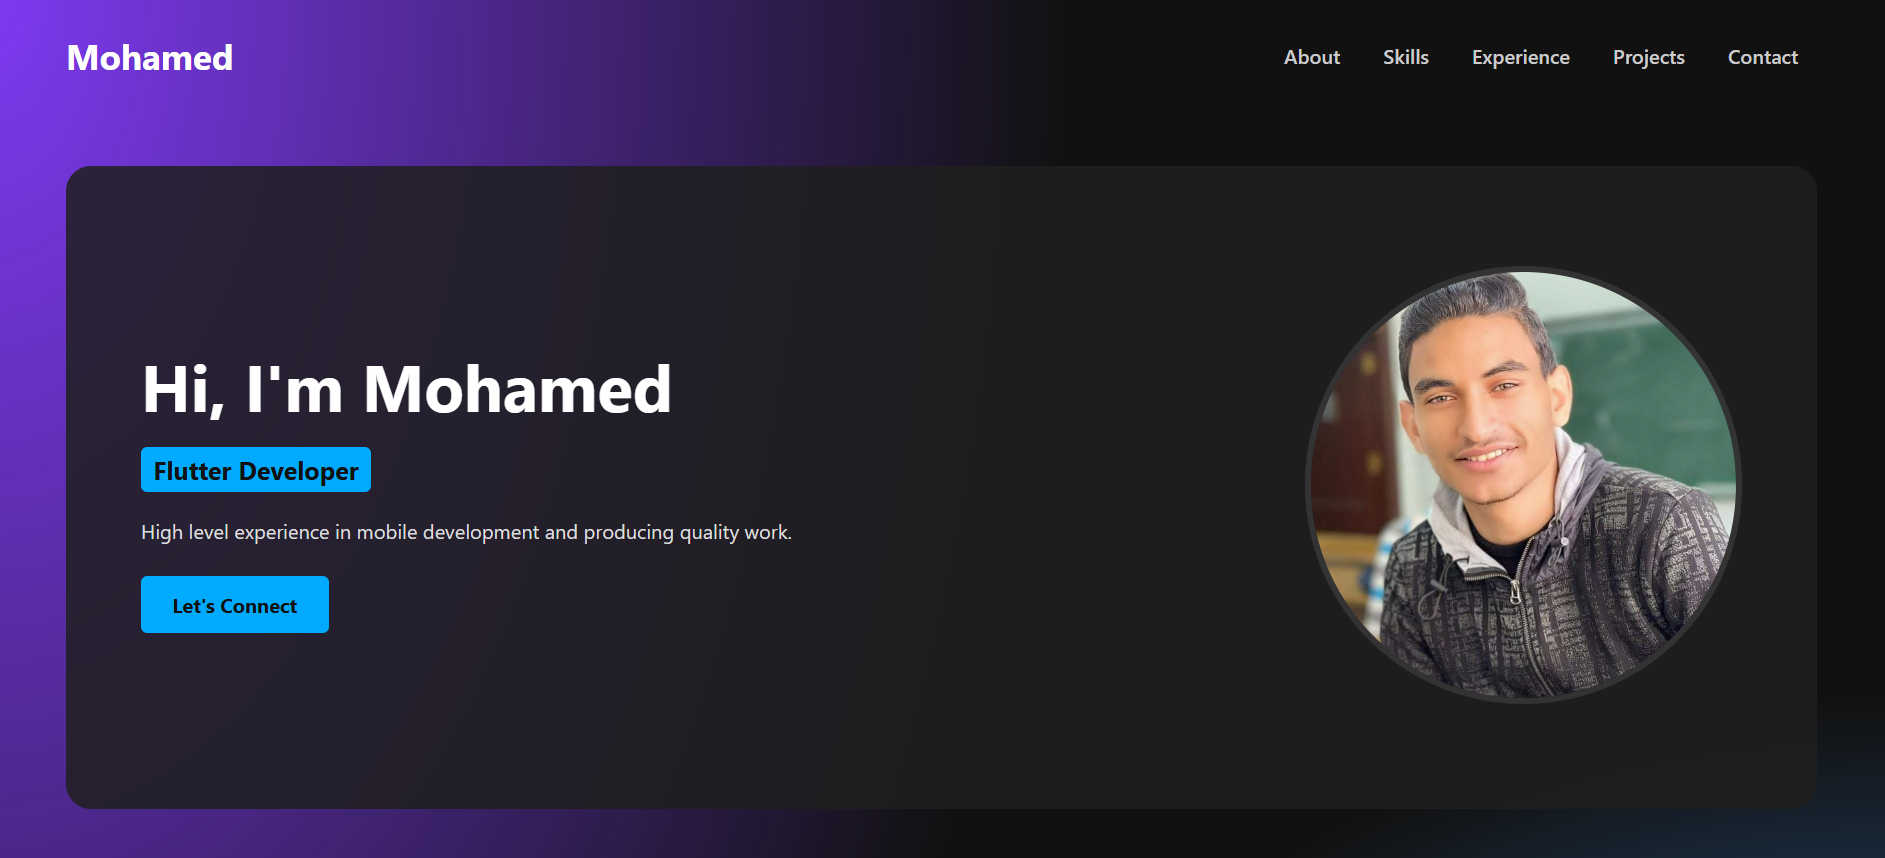 Mohamed
About Skills Experience Projects Contact
Hi, I'm Mohamed
Flutter Developer
High level experience in mobile development and producing quality work.
Let's Connect